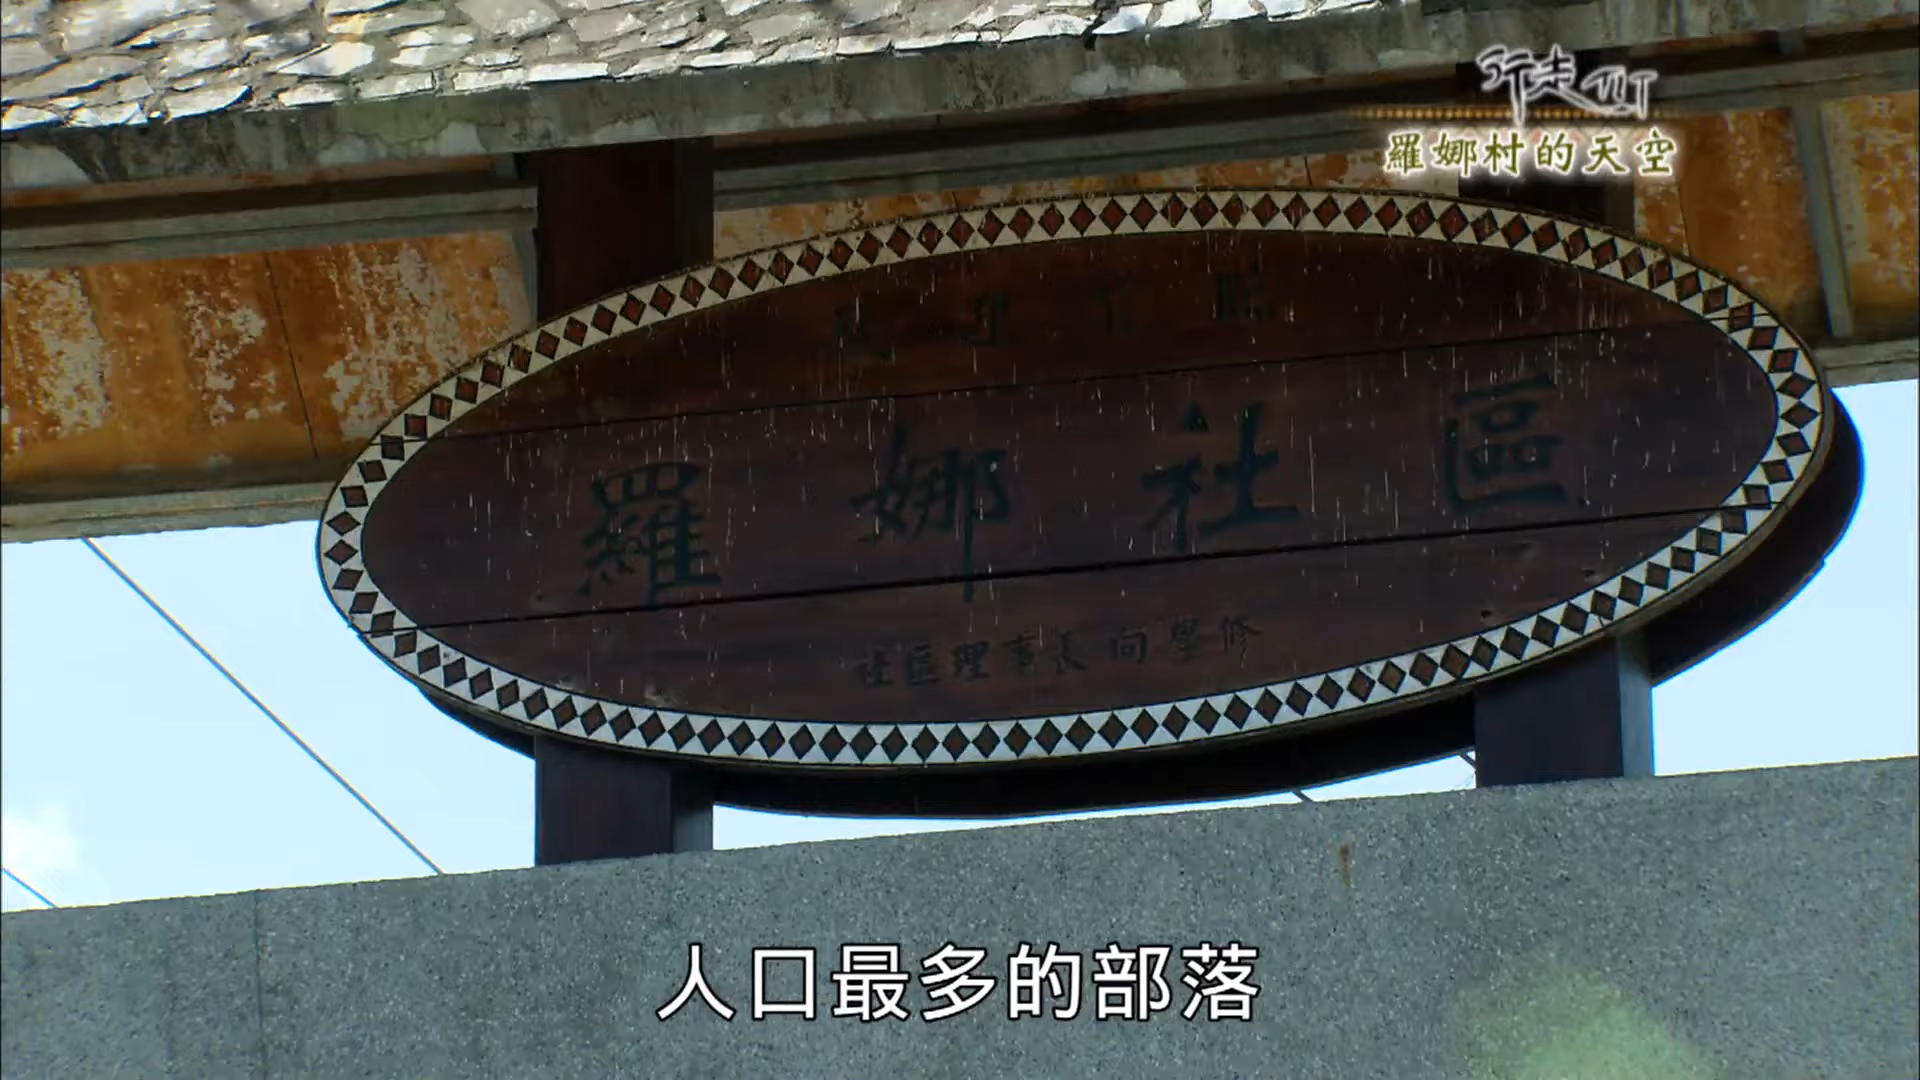 行走TIT
羅娜村的天空
羅娜社區
社區理事長向學修
人口最多的部落